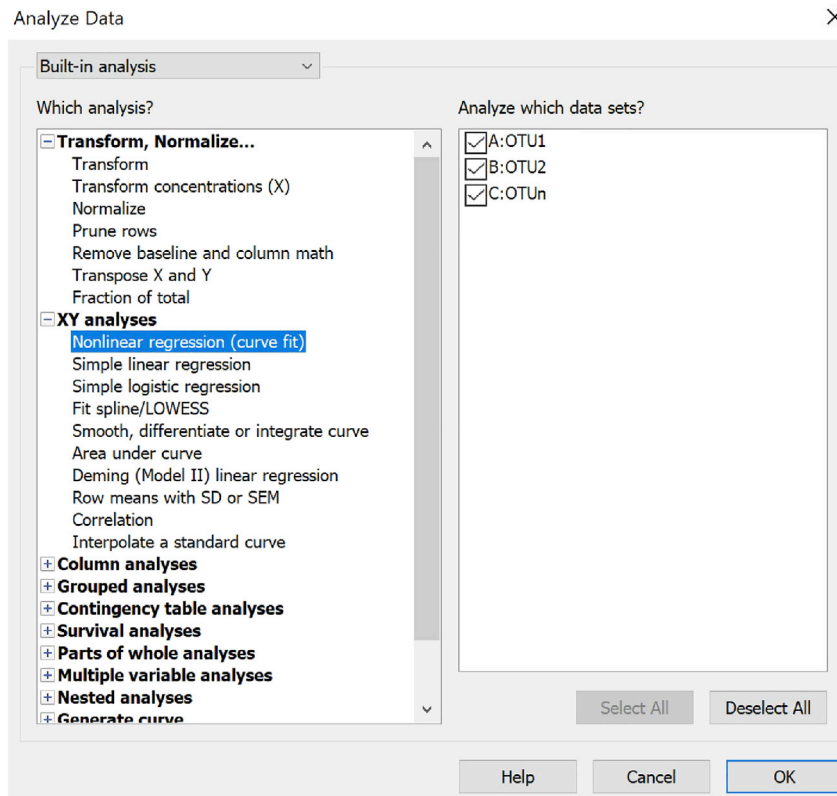 Analyze Data
Built-in analysis
Which analysis?
Transform, Normalize...
Transform
Transform concentrations (X)
Normalize
Prune rows
Remove baseline and column math
Transpose X and Y
Fraction of total
XY analyses
Nonlinear regression (curve fit)
Simple linear regression
Simple logistic regression
Fit spline/LOWESS
Smooth, differentiate or integrate curve
Area under curve
Deming (Model II) linear regression
Row means with SD or SEM
Correlation
Interpolate a standard curve
Column analyses
Grouped analyses
Contingency table analyses
Survival analyses
Parts of whole analyses
Multiple variable analyses
Nested analyses
Generate curve
Analyze which data sets?
A:OTU1
B:OTU2
C:OTUn
Select All
Deselect All
Help
Cancel
OK